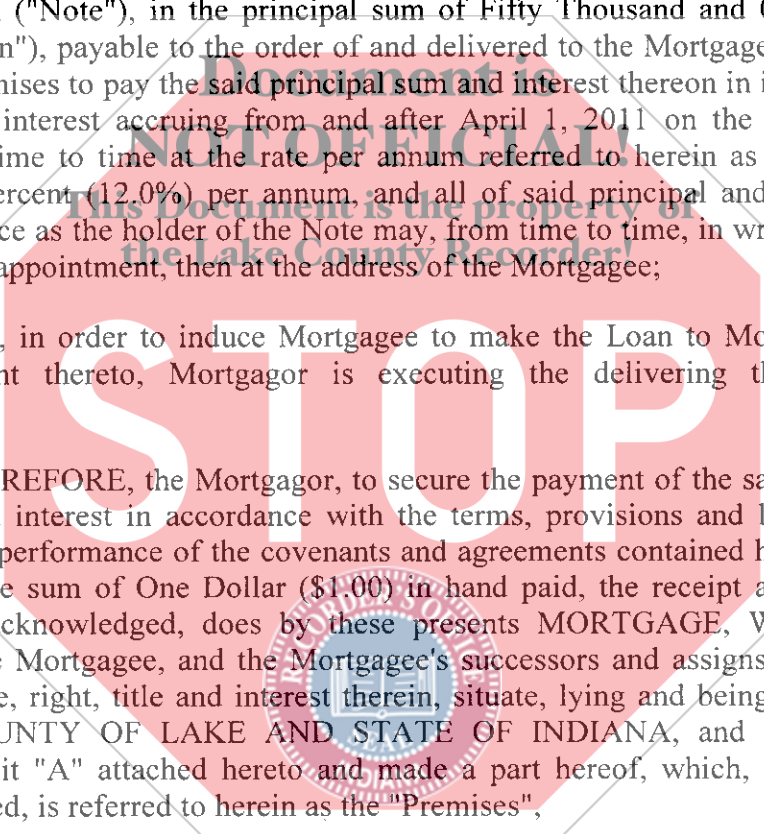 ("Note"), in the principal sum of Fifty Thousand and
n"), payable to the order of and delivered to the Mortgage
nises to pay the said principal sum and interest thereon in i
interest accruing from and after April 1, 2011 on the
ime to time at the rate per annum referred to herein as
ercent (12.0%) per annum, and all of said principal and
ce as the holder of the Note may, from time to time, in wr
appointment, then at the address of the Mortgagee;
, in order to induce Mortgagee to make the Loan to Mo
nt thereto, Mortgagor is executing the delivering th
REFORE, the Mortgagor, to secure the payment of the sa
interest in accordance with the terms, provisions and l
performance of the covenants and agreements contained h
e sum of One Dollar ($1.00) in hand paid, the receipt a
cknowledged, does by these presents MORTGAGE, W
e Mortgagee, and the Mortgagee's successors and assigns
e, right, title and interest therein, situate, lying and being
UNTY OF LAKE AND STATE OF INDIANA, and
it "A" attached hereto and made a part hereof, which,
ed, is referred to herein as the "Premises",
Document is
NOT OFFICIAL!
This Document is the property of
the Lake County Recorder!
STOP
RECORDER'S OFFICE
SEAL
INDIANA